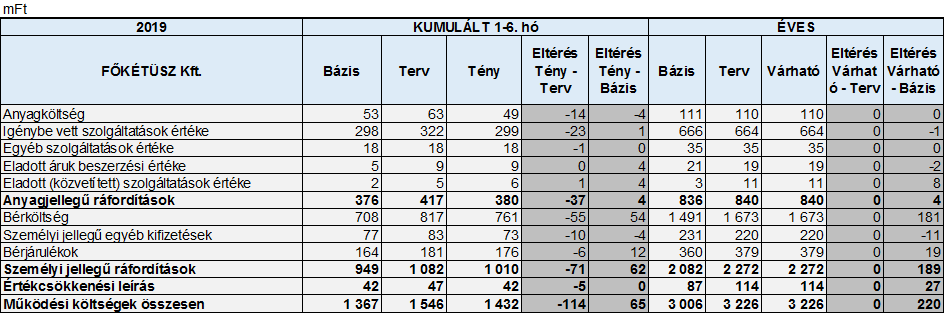 mFt
2019 KUMULÁLT 1-6. hó ÉVES
FŐKÉTÜSZ Kft. Bázis Terv Tény Eltérés Tény - Terv Eltérés Tény - Bázis Bázis Terv Várható Eltérés Várhat ó - Terv Eltérés Várható - Bázis
Anyagköltség 53 63 49 -14 -4 111 110 110 0 0
Igénybe vett szolgáltatások értéke 298 322 299 -23 1 666 664 664 0 -1
Egyéb szolgáltatások értéke 18 18 18 -1 0 35 35 35 0 0
Eladott áruk beszerzési értéke 5 9 9 0 4 21 19 19 0 -2
Eladott (közvetített) szolgáltatások értéke 2 5 6 1 4 3 11 11 0 8
Anyagjellegű ráfordítások 376 417 380 -37 4 836 840 840 0 4
Bérköltség 708 817 761 -55 54 1 491 1 673 1 673 0 181
Személyi jellegű egyéb kifizetések 77 83 73 -10 -4 231 220 220 0 -11
Bérjárulékok 164 181 176 -6 12 360 379 379 0 19
Személyi jellegű ráfordítások 949 1 082 1 010 -71 62 2 082 2 272 2 272 0 189
Értékcsökkenési leírás 42 47 42 -5 0 87 114 114 0 27
Működési költségek összesen 1 367 1 546 1 432 -114 65 3 006 3 226 3 226 0 220